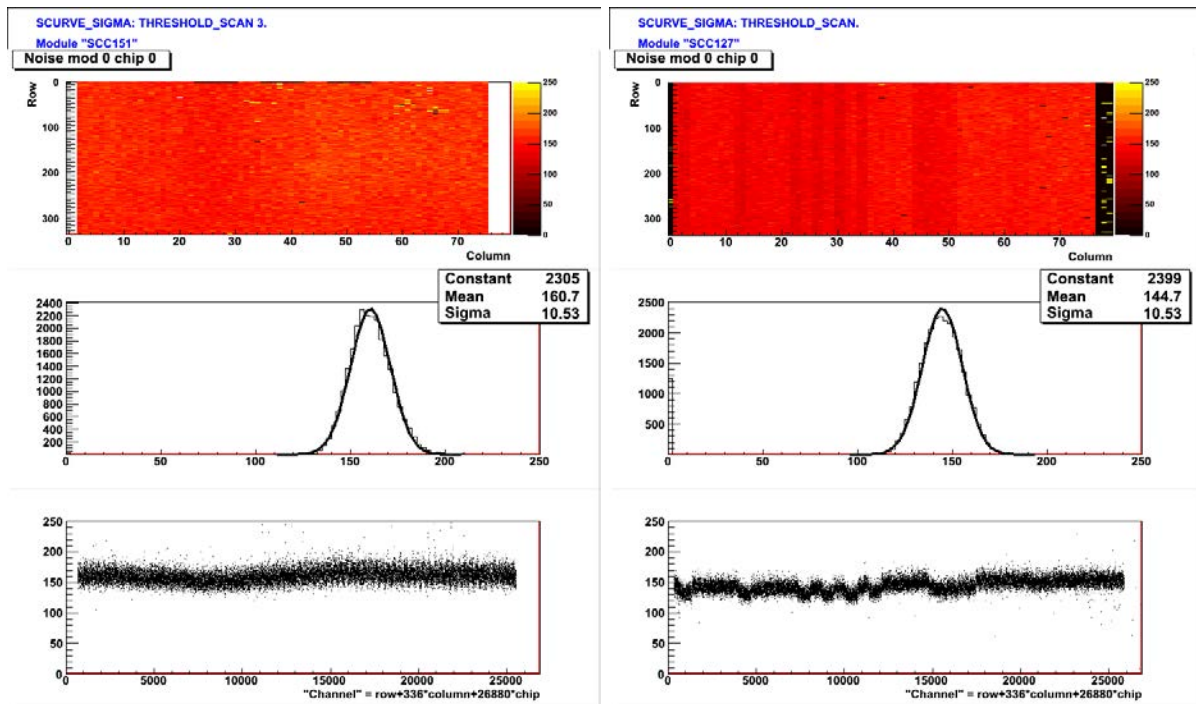 SCURVE_SIGMA: THRESHOLD_SCAN 3.
Module "SCC151"
Noise mod 0 chip 0
Row
0
100
200
300
0 10 20 30 40 50 60 70
Column
250
200
150
100
50
0
Constant 2305
Mean 160.7
Sigma 10.53
2400
2200
2000
1800
1600
1400
1200
1000
800
600
400
200
0 50 100 150 200 250
250
200
150
100
50
0
0 5000 10000 15000 20000 25000
"Channel" = row+336*column+26880*chip
SCURVE_SIGMA: THRESHOLD_SCAN.
Module "SCC127"
Noise mod 0 chip 0
Row
0
100
200
300
0 10 20 30 40 50 60 70
Column
250
200
150
100
50
0
Constant 2399
Mean 144.7
Sigma 10.53
2500
2000
1500
1000
500
0 50 100 150 200 250
250
200
150
100
50
0
0 5000 10000 15000 20000 25000
"Channel" = row+336*column+26880*chip